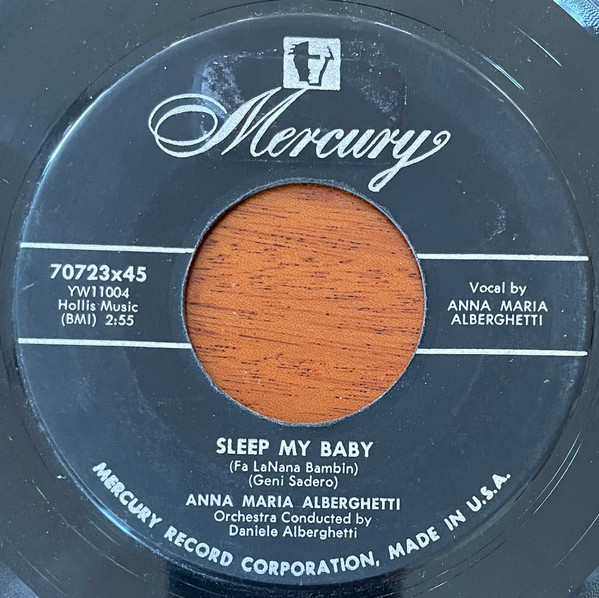 Mercury
70723x45
YW11004
Hollis Music
(BMI) 2:55
Vocal by
ANNA MARIA
ALBERGHETTI
SLEEP MY BABY
(Fa LaNana Bambin)
(Geni Sadero)
ANNA MARIA ALBERGHETTI
Orchestra Conducted by
Daniele Alberghetti
MERCURY RECORD CORPORATION, MADE IN U.S.A.